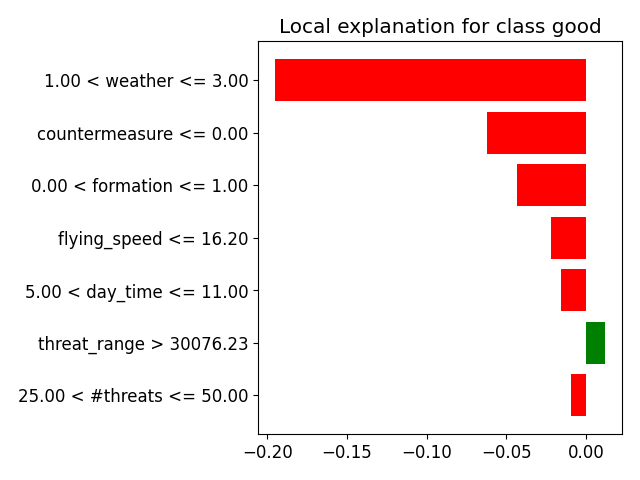 Local explanation for class good
1.00 < weather <= 3.00
countermeasure <= 0.00
0.00 < formation <= 1.00
flying_speed <= 16.20
5.00 < day_time <= 11.00
threat_range > 30076.23
25.00 < #threats <= 50.00
−0.20 −0.15 −0.10 −0.05 0.00